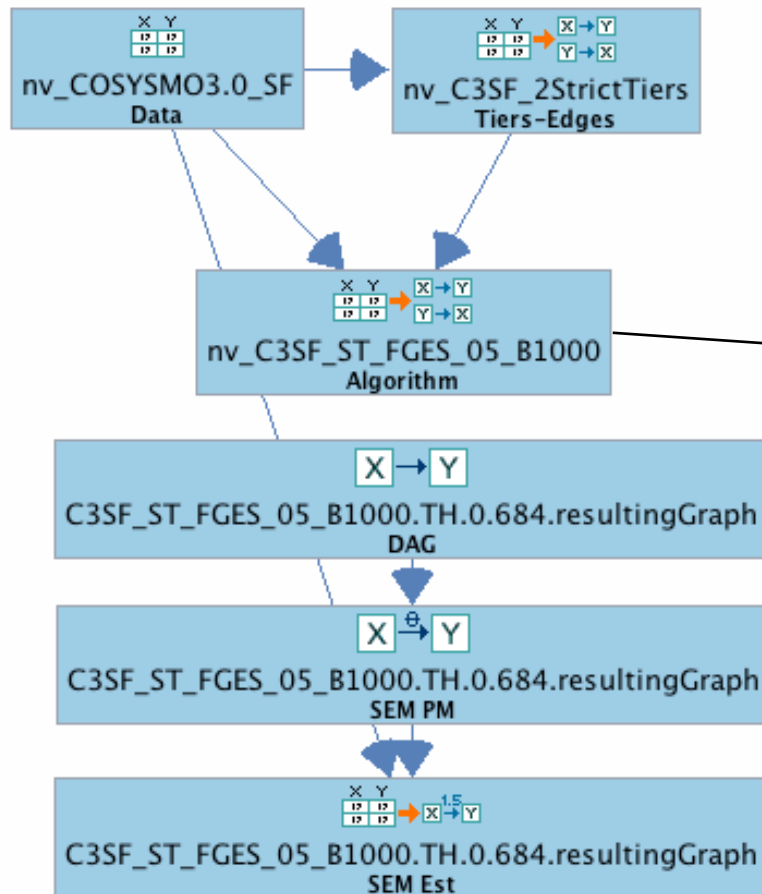 X Y
nv_COSYSMO3.0_SF
Data
X Y
X Y
Y X
nv_C3SF_2StrictTiers
Tiers-Edges
X Y
X Y
Y X
nv_C3SF_ST_FGES_05_B1000
Algorithm
X Y
C3SF_ST_FGES_05_B1000.TH.0.684.resultingGraph
DAG
X θ Y
C3SF_ST_FGES_05_B1000.TH.0.684.resultingGraph
SEM PM
X Y
X 1.5 Y
C3SF_ST_FGES_05_B1000.TH.0.684.resultingGraph
SEM Est